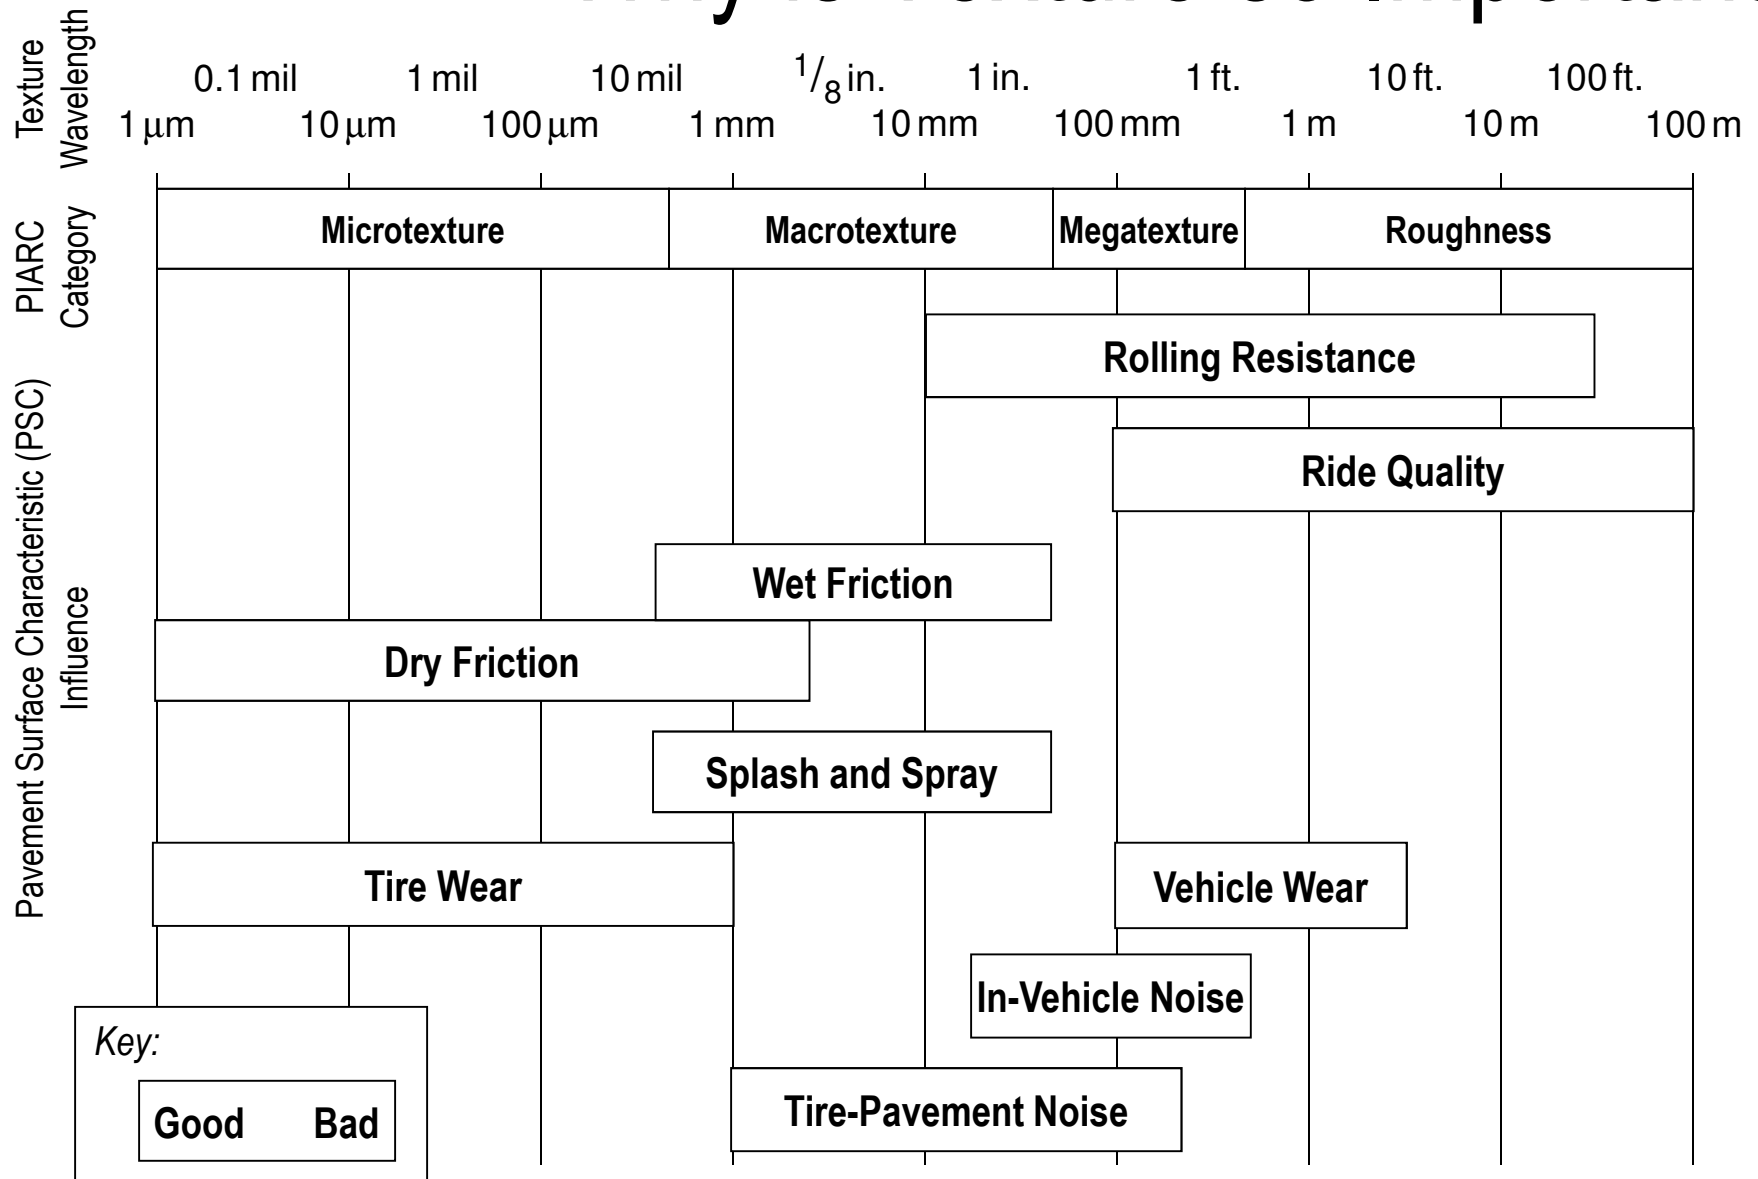 Texture
Wavelength
0.1 mil 1 mil 10 mil 1/8 in. 1 in. 1 ft. 10 ft. 100 ft.
1 µm 10 µm 100 µm 1 mm 10 mm 100 mm 1 m 10 m 100 m
PIARC
Category
Microtexture Macrotexture Megatexture Roughness
Pavement Surface Characteristic (PSC)
Influence
Rolling Resistance
Ride Quality
Wet Friction
Dry Friction
Splash and Spray
Tire Wear Vehicle Wear
In-Vehicle Noise
Tire-Pavement Noise
Key:
Good Bad